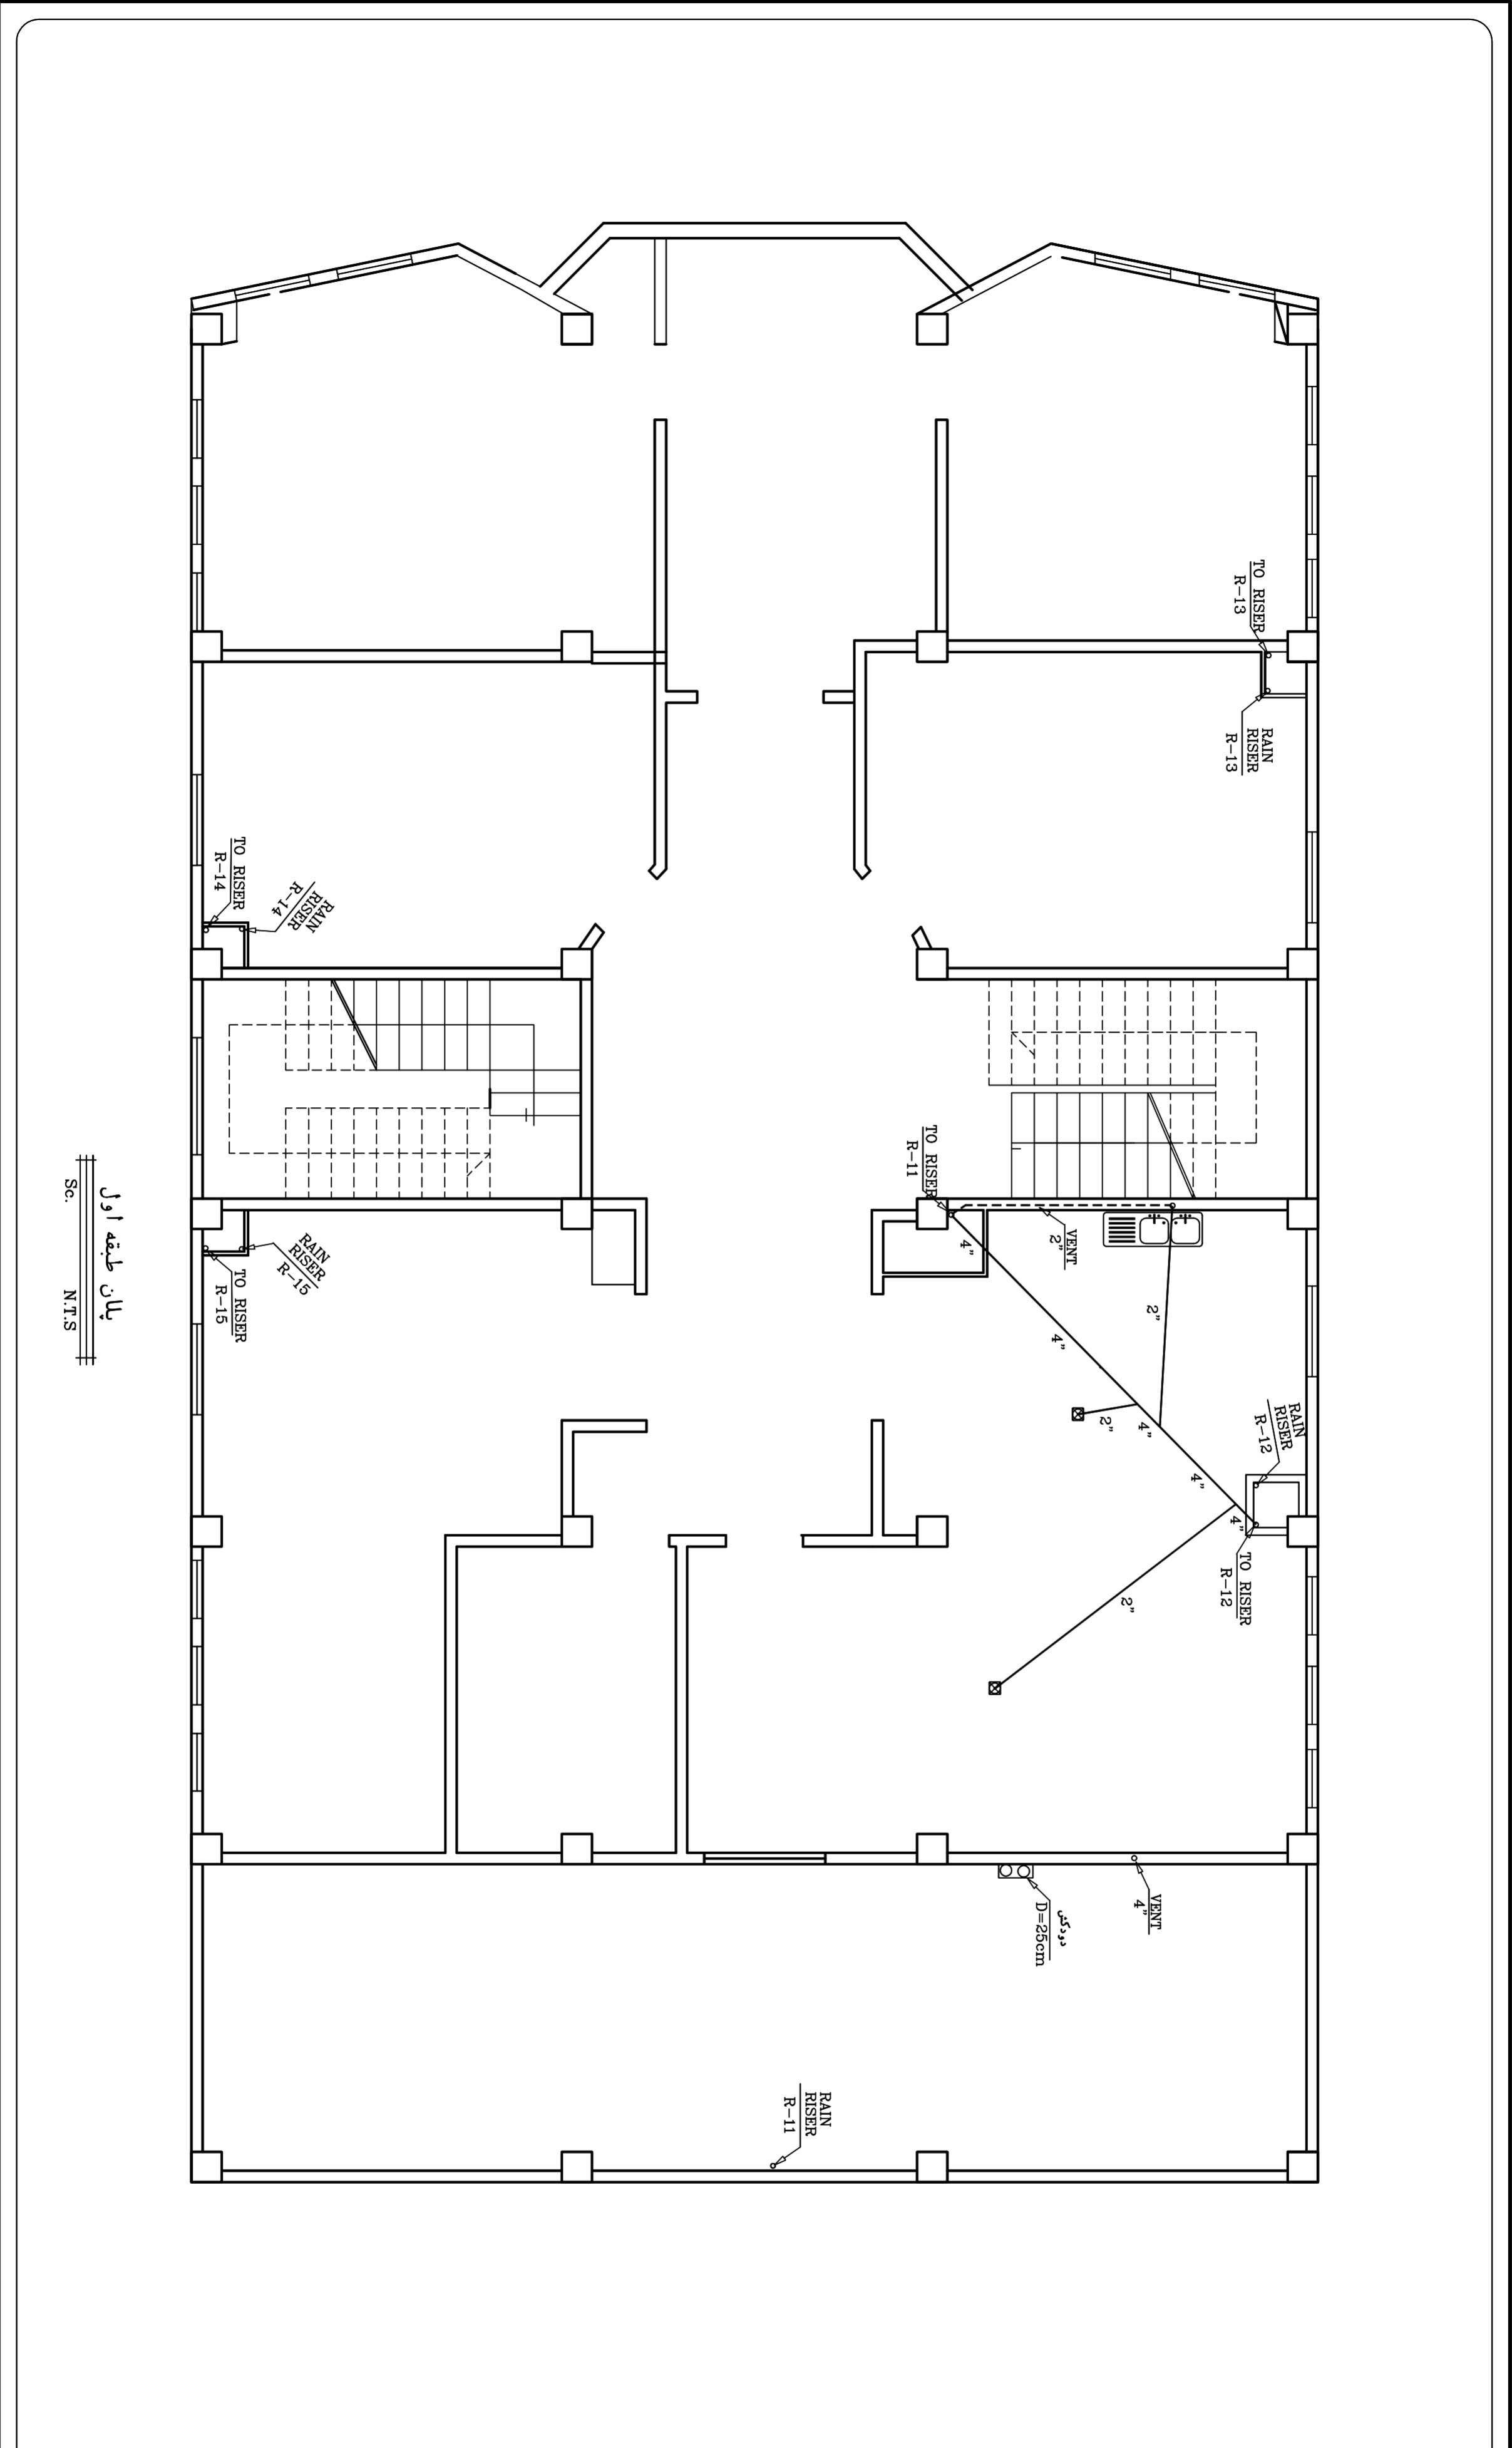 TO RISER
R-13
RAIN
RISER
R-13
TO RISER
R-14
RAIN
RISER
R-14
TO RISER
R-11
VENT
2"
4"
4"
2"
2"
4"
4"
4"
RAIN
RISER
R-12
TO RISER
R-12
2"
RAIN
RISER
R-15
TO RISER
R-15
VENT
4"
دودکش
D=25cm
RAIN
RISER
R-11
پلان طبقه اول
Sc. N.T.S